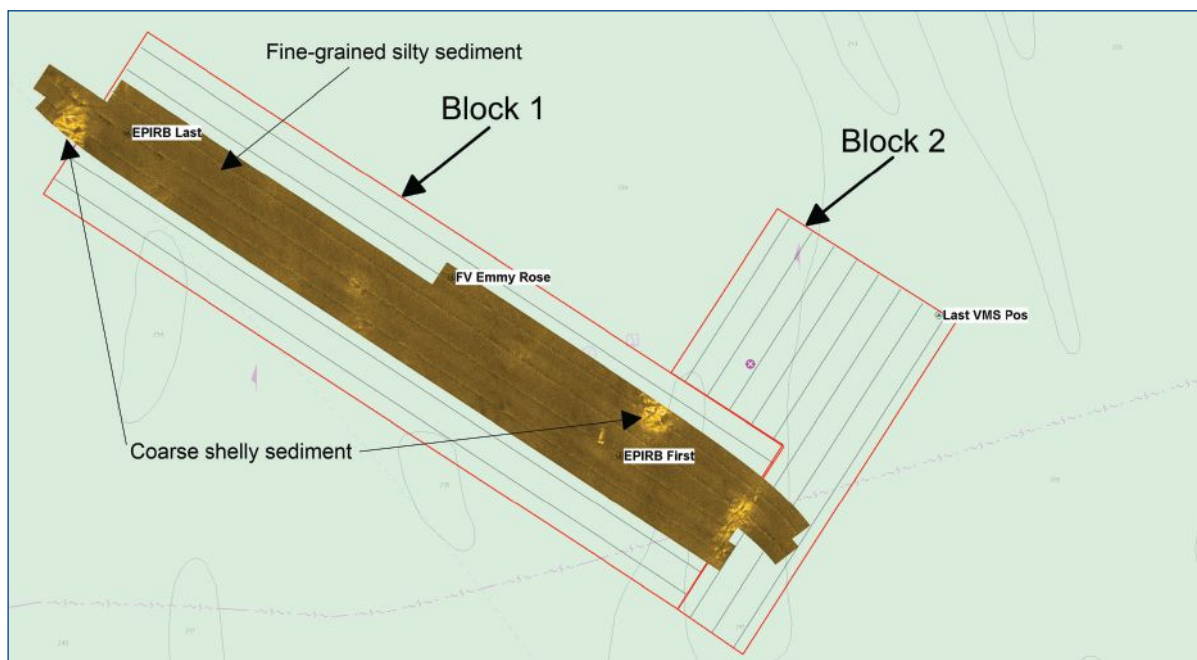 Fine-grained silty sediment
Block 1
EPIRB Last
Block 2
FV Emmy Rose
Last VMS Pos
Coarse shelly sediment
EPIRB First